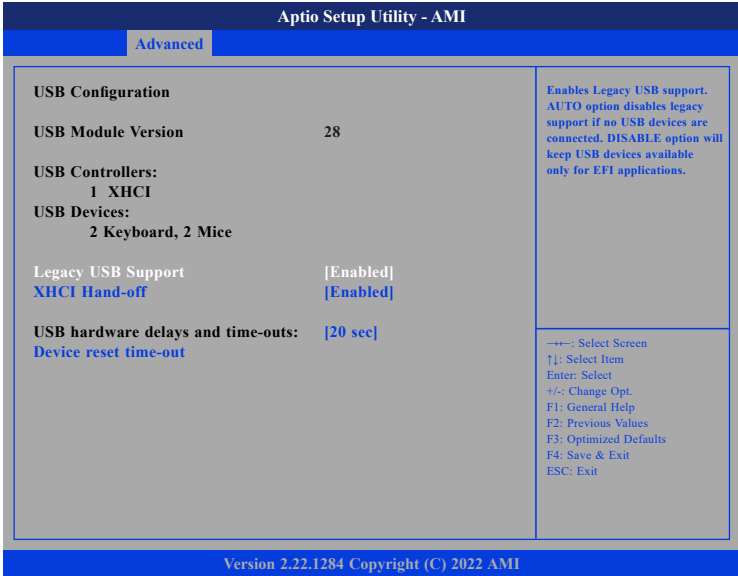 Aptio Setup Utility - AMI
Advanced
USB Configuration
USB Module Version 28
USB Controllers:
1 XHCI
USB Devices:
2 Keyboard, 2 Mice
Legacy USB Support [Enabled]
XHCI Hand-off [Enabled]
USB hardware delays and time-outs: [20 sec]
Device reset time-out
Enables Legacy USB support.
AUTO option disables legacy
support if no USB devices are
connected. DISABLE option will
keep USB devices available
only for EFI applications.
→←: Select Screen
↑↓: Select Item
Enter: Select
+/-: Change Opt.
F1: General Help
F2: Previous Values
F3: Optimized Defaults
F4: Save & Exit
ESC: Exit
Version 2.22.1284 Copyright (C) 2022 AMI